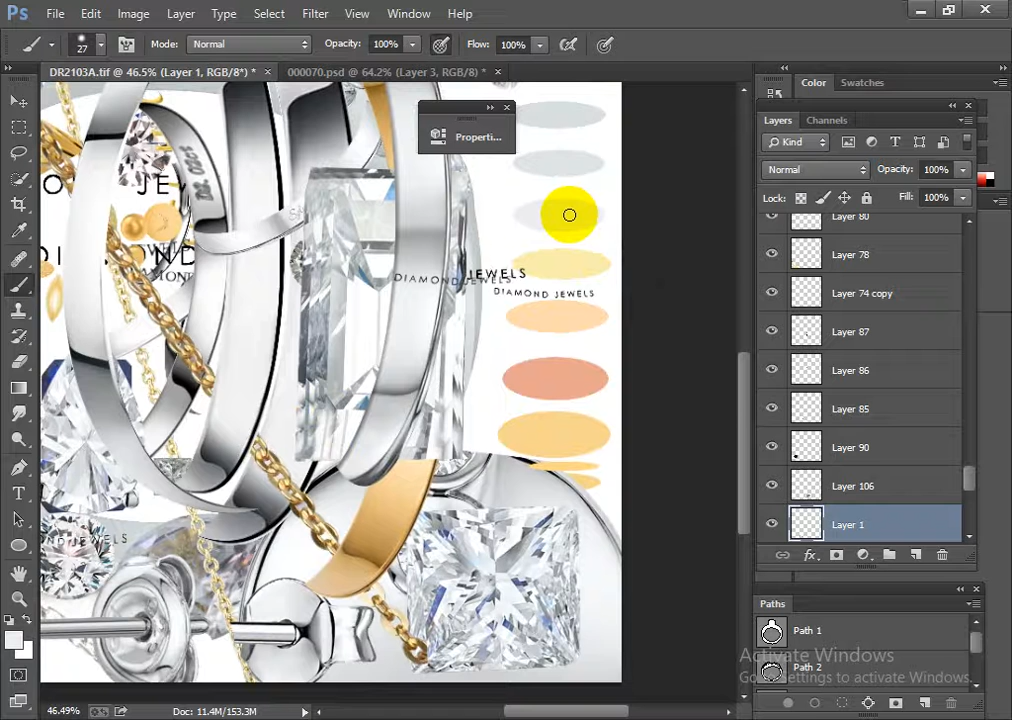 Ps File Edit Image Layer Type Select Filter View Window Help
27 Mode: Normal Opacity: 100% Flow: 100%
DR2103A.tif @ 46.5% (Layer 1, RGB/8*) * × 000070.psd @ 64.2% (Layer 3, RGB/8) * ×
Color Swatches
Properti...
Layers Channels
Kind
Normal Opacity: 100%
Lock: Fill: 100%
Layer 80
Layer 78
Layer 74 copy
Layer 87
Layer 86
Layer 85
Layer 90
Layer 106
Layer 1
fx
JEWELS
DIAMOND JEWELS
DIAMOND JEWELS
Paths
Path 1
Path 2
Activate Windows
Go to Settings to activate Windows.
46.49% Doc: 11.4M/153.3M